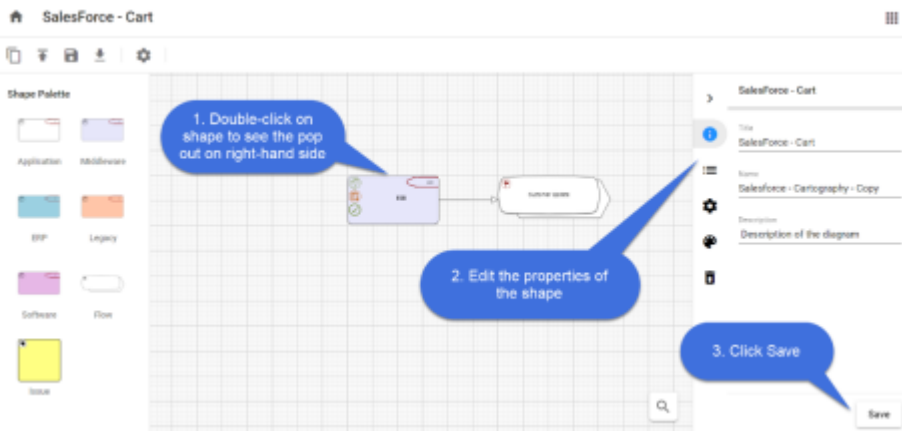 SalesForce - Cart
Shape Palette
Application
Middleware
ERP
Legacy
Software
Flow
Issue
1. Double-click on
shape to see the pop
out on right-hand side
2. Edit the properties of
the shape
3. Click Save
SalesForce - Cart
Title
SalesForce - Cart
Name
Salesforce - Cartography - Copy
Description
Description of the diagram
Save